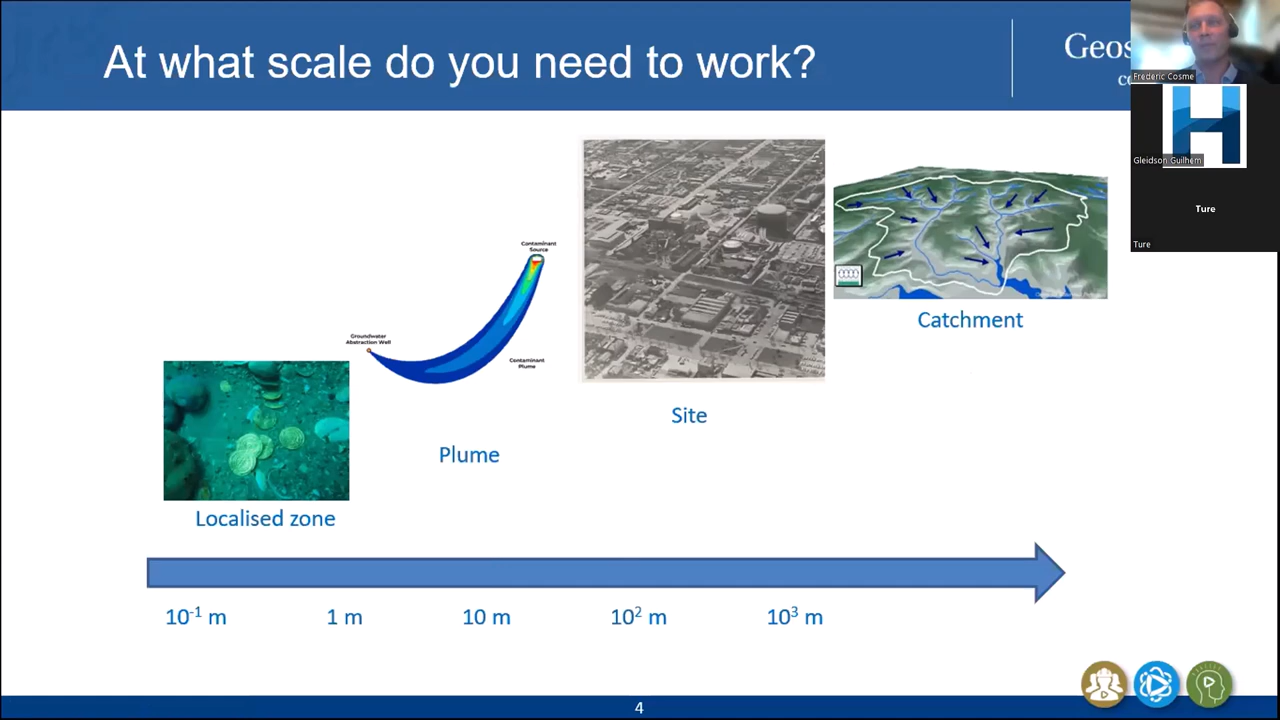 At what scale do you need to work?
Geos
Frederic Cosme
Gleidson Guilhem
Ture
Ture
Contaminant
Source
Groundwater
Abstraction Well
Contaminant
Plume
Catchment
Site
Plume
Localised zone
10⁻¹ m
1 m
10 m
10² m
10³ m
4